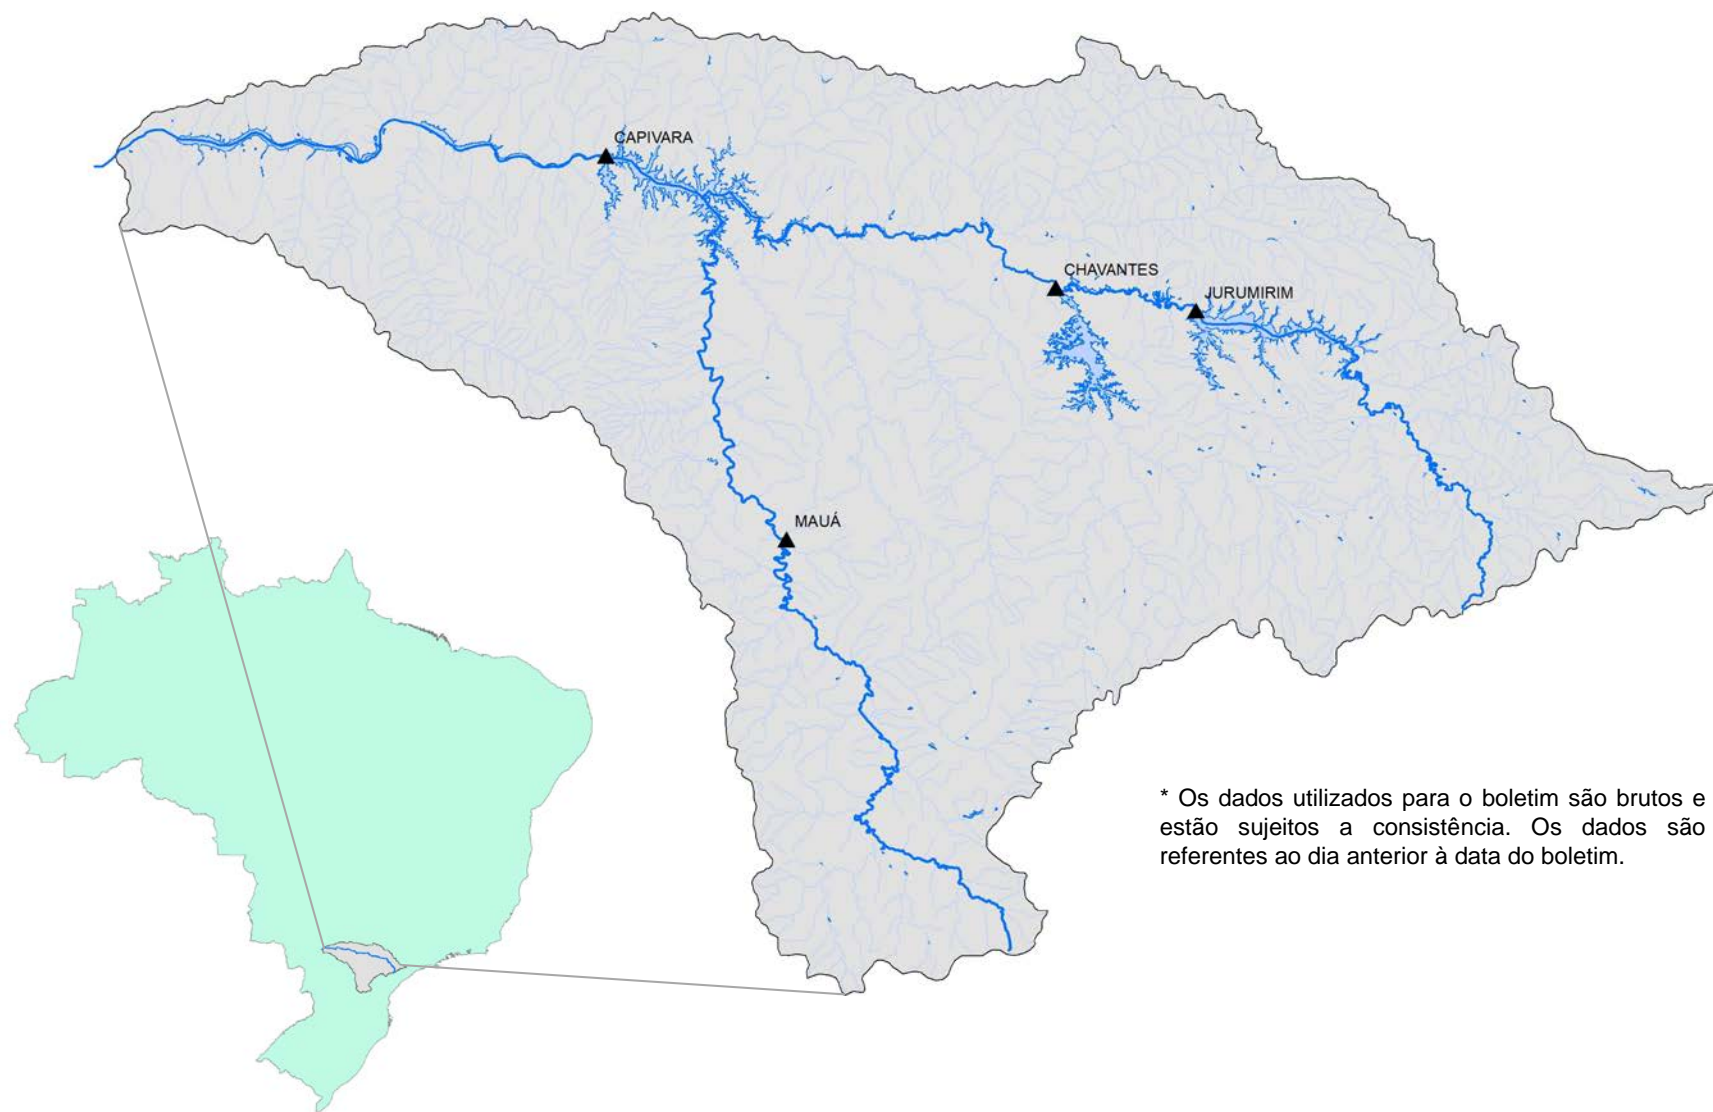 CAPIVARA
CHAVANTES
JURUMIRIM
MAUÁ
* Os dados utilizados para o boletim são brutos e
estão sujeitos a consistência. Os dados são
referentes ao dia anterior à data do boletim.